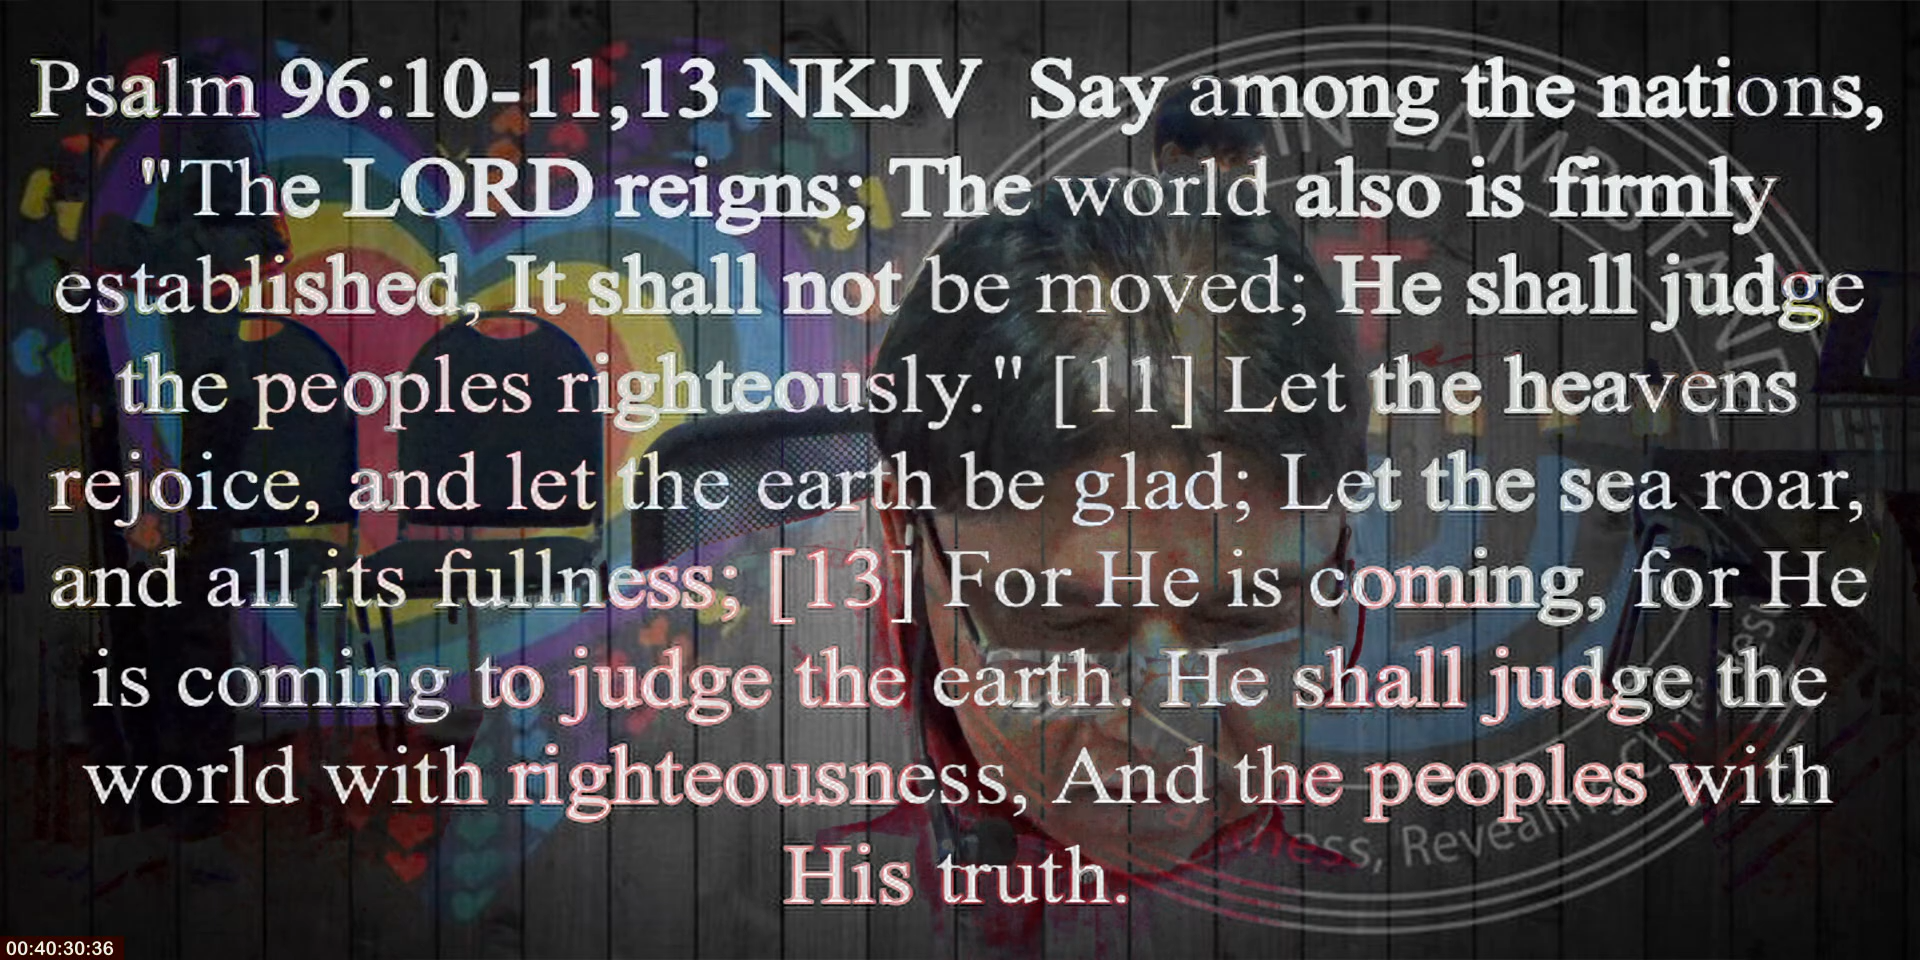 Psalm 96:10-11,13 NKJV  Say among the nations,
"The LORD reigns; The world also is firmly
established, It shall not be moved; He shall judge
the peoples righteously." [11] Let the heavens
rejoice, and let the earth be glad; Let the sea roar,
and all its fullness; [13] For He is coming, for He
is coming to judge the earth. He shall judge the
world with righteousness, And the peoples with
His truth.
00:40:30:36